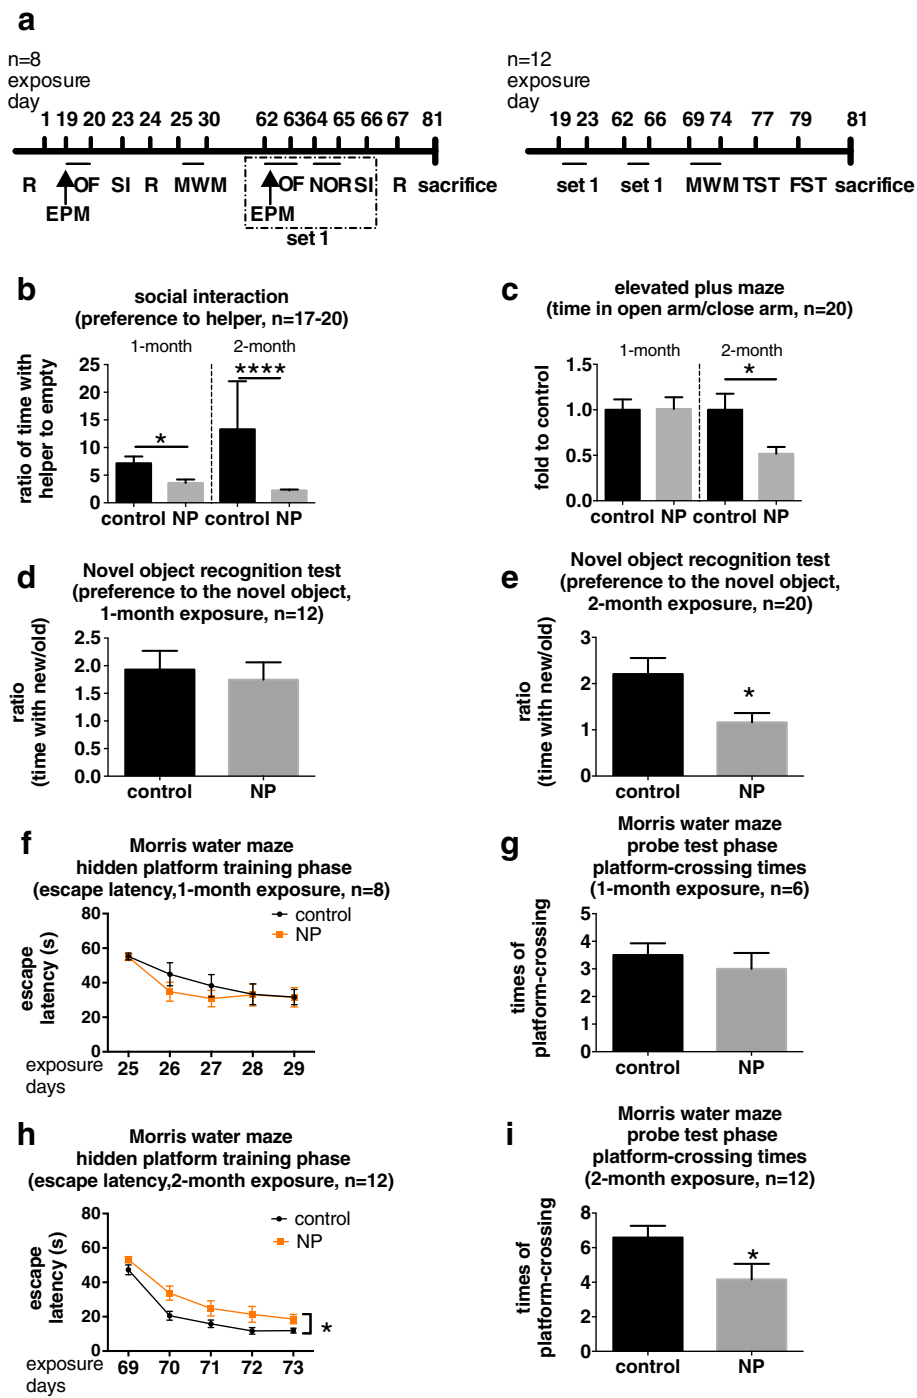 a
n=8
exposure
day
1 19 20 23 24 25 30 62 63 64 65 66 67 81
R OF SI R MWM OF NOR SI R sacrifice
EPM EPM
set 1
n=12
exposure
day
19 23 62 66 69 74 77 79 81
set 1 set 1 MWM TST FST sacrifice
b
social interaction
(preference to helper, n=17-20)
1-month 2-month
ratio of time with
helper to empty
25
20
15
10
5
0
* ****
control NP control NP
c
elevated plus maze
(time in open arm/close arm, n=20)
1-month 2-month
fold to control
1.5
1.0
0.5
0.0
*
control NP control NP
d
Novel object recognition test
(preference to the novel object,
1-month exposure, n=12)
ratio
(time with new/old)
2.5
2.0
1.5
1.0
0.5
0.0
control NP
e
Novel object recognition test
(preference to the novel object,
2-month exposure, n=20)
ratio
(time with new/old)
3
2
1
0
*
control NP
f
Morris water maze
hidden platform training phase
(escape latency,1-month exposure, n=8)
control
NP
escape
latency (s)
80
60
40
20
0
exposure
days
25 26 27 28 29
g
Morris water maze
probe test phase
platform-crossing times
(1-month exposure, n=6)
times of
platform-crossing
5
4
3
2
1
0
control NP
h
Morris water maze
hidden platform training phase
(escape latency,2-month exposure, n=12)
control
NP
escape
latency (s)
80
60
40
20
0
*
exposure
days
69 70 71 72 73
i
Morris water maze
probe test phase
platform-crossing times
(2-month exposure, n=12)
times of
platform-crossing
8
6
4
2
0
*
control NP